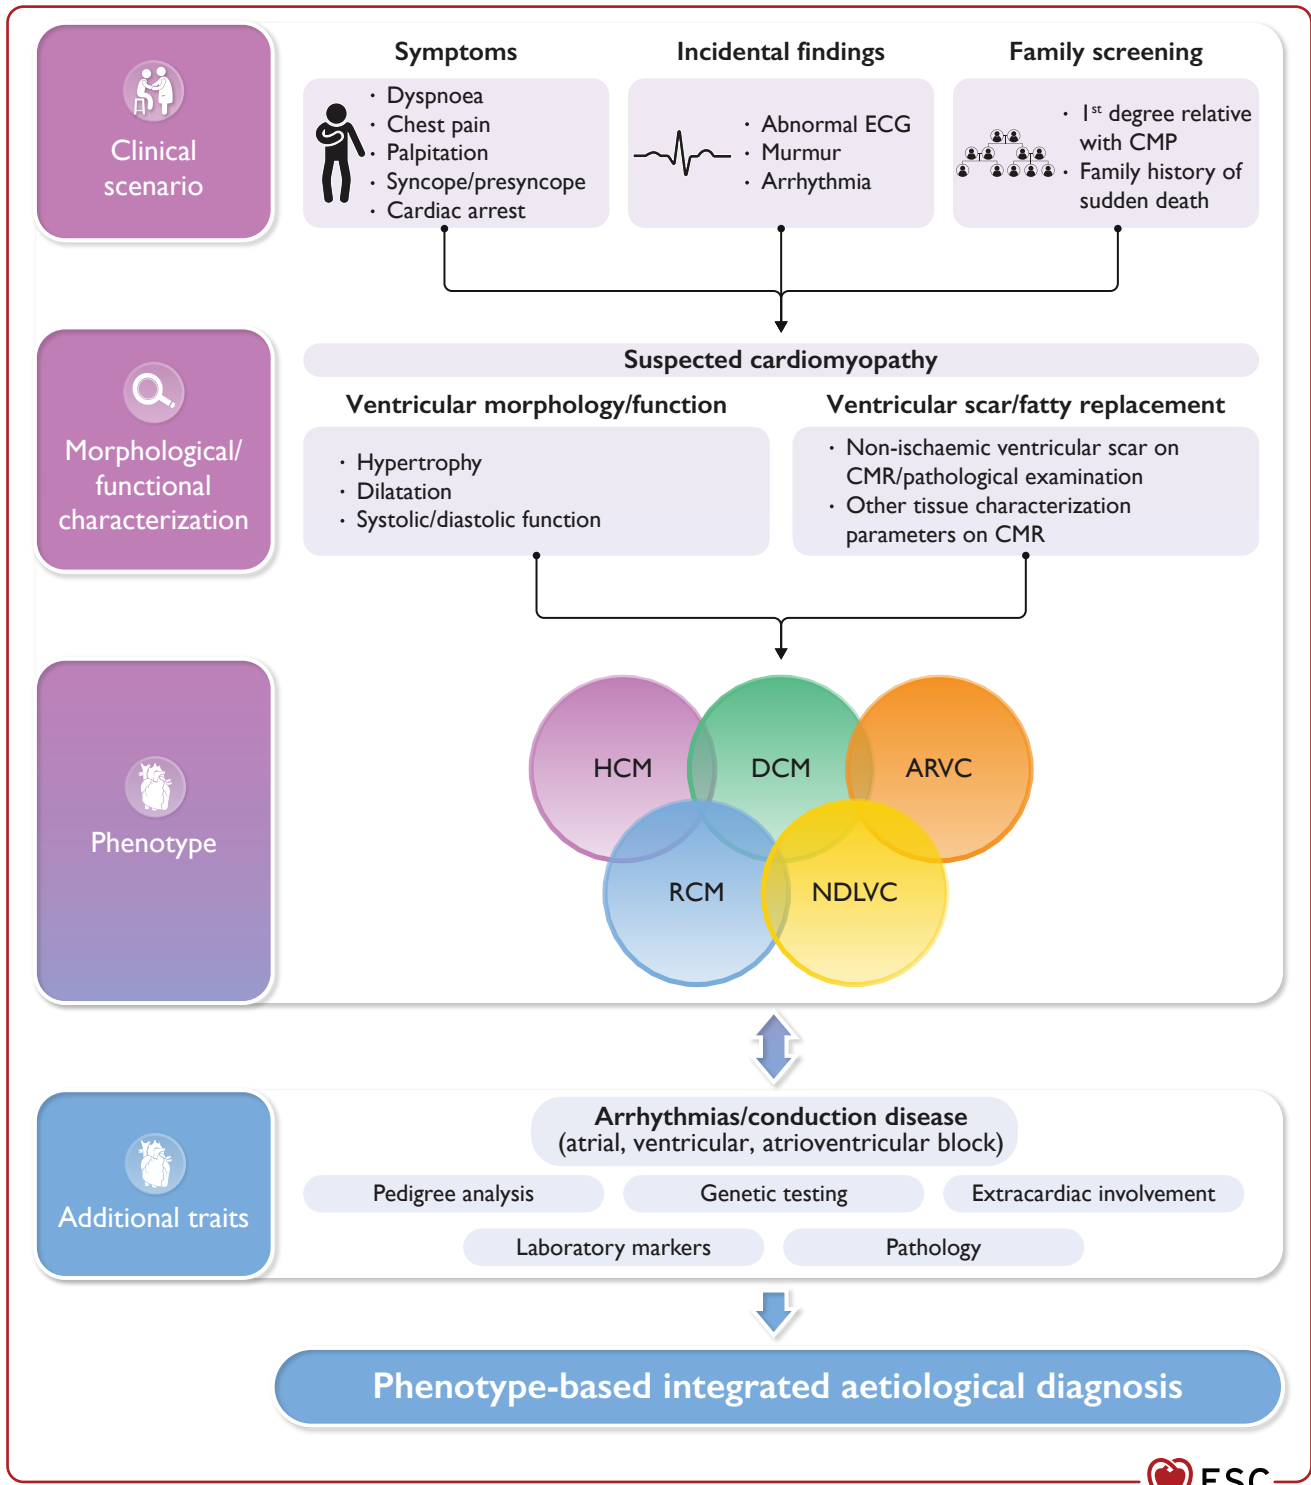 Clinical
scenario
Symptoms
· Dyspnoea
· Chest pain
· Palpitation
· Syncope/presyncope
· Cardiac arrest
Incidental findings
· Abnormal ECG
· Murmur
· Arrhythmia
Family screening
· 1st degree relative
with CMP
· Family history of
sudden death
Morphological/
functional
characterization
Suspected cardiomyopathy
Ventricular morphology/function
· Hypertrophy
· Dilatation
· Systolic/diastolic function
Ventricular scar/fatty replacement
· Non-ischaemic ventricular scar on
CMR/pathological examination
· Other tissue characterization
parameters on CMR
Phenotype
HCM
DCM
ARVC
RCM
NDLVC
Additional traits
Arrhythmias/conduction disease
(atrial, ventricular, atrioventricular block)
Pedigree analysis
Genetic testing
Extracardiac involvement
Laboratory markers
Pathology
Phenotype-based integrated aetiological diagnosis
ESC